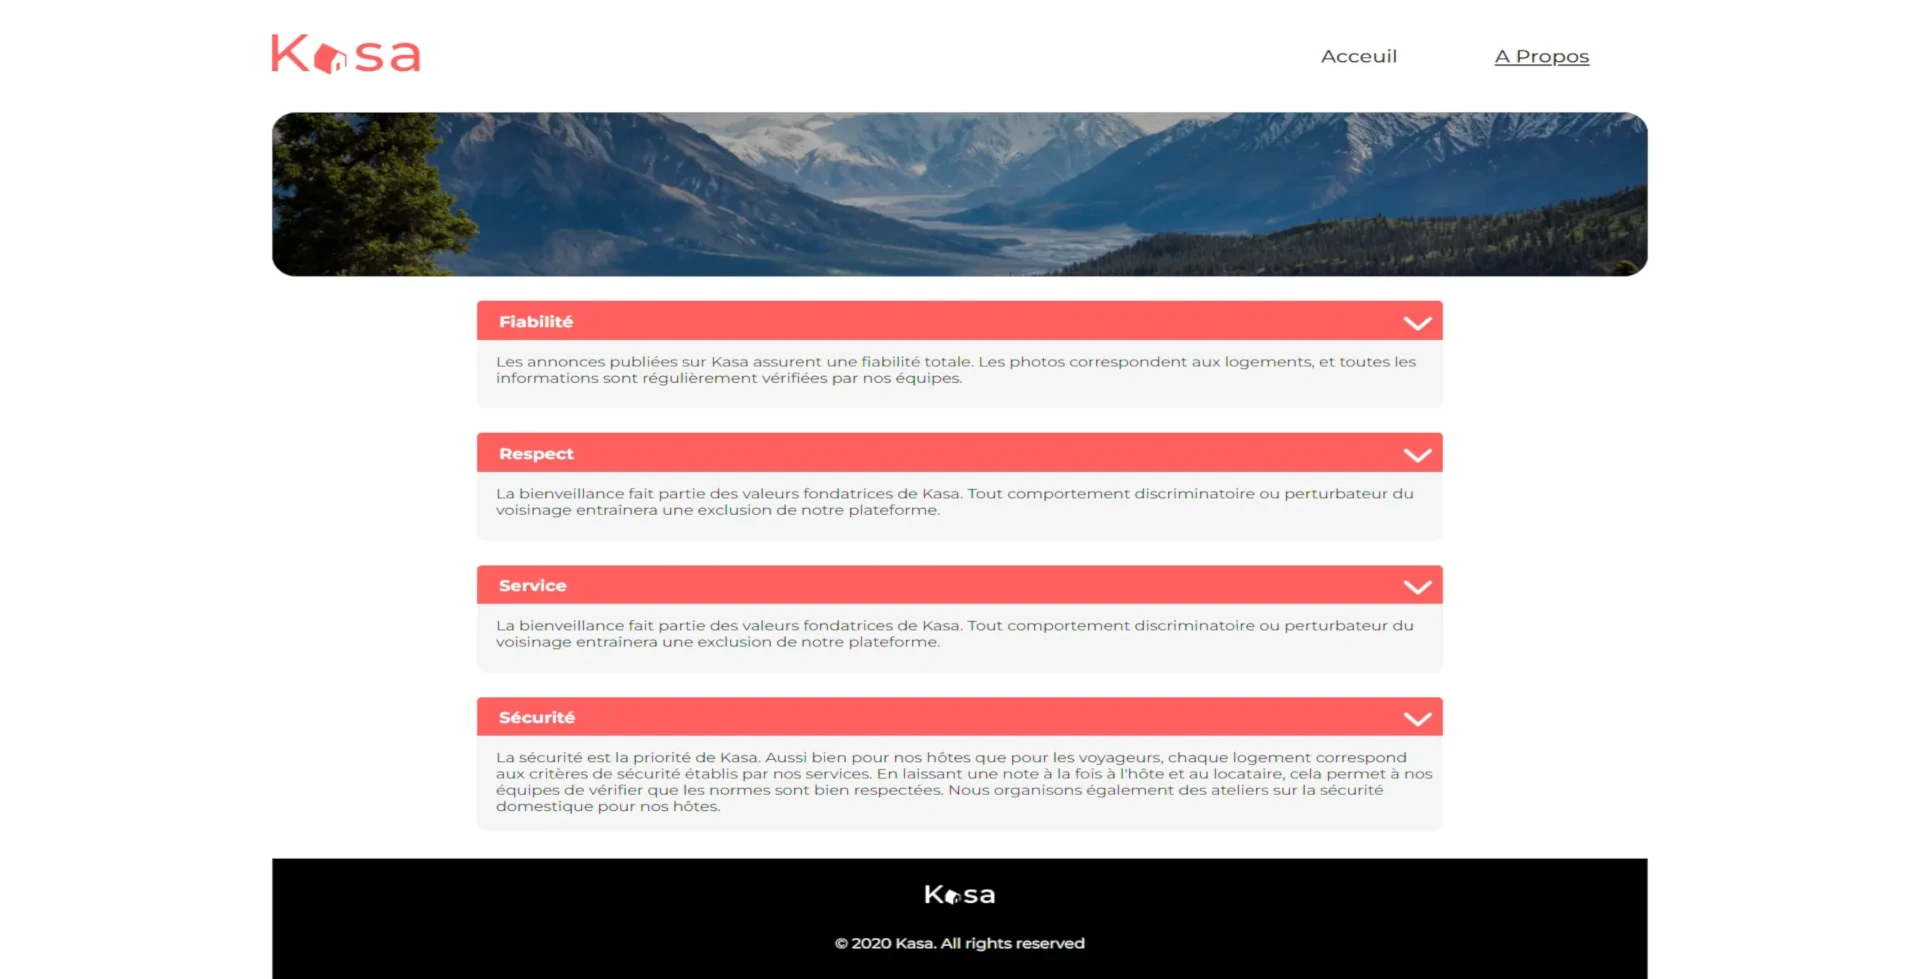 Kasa
Acceuil
A Propos
Fiabilité
Les annonces publiées sur Kasa assurent une fiabilité totale. Les photos correspondent aux logements, et toutes les
informations sont régulièrement vérifiées par nos équipes.
Respect
La bienveillance fait partie des valeurs fondatrices de Kasa. Tout comportement discriminatoire ou perturbateur du
voisinage entraînera une exclusion de notre plateforme.
Service
La bienveillance fait partie des valeurs fondatrices de Kasa. Tout comportement discriminatoire ou perturbateur du
voisinage entraînera une exclusion de notre plateforme.
Sécurité
La sécurité est la priorité de Kasa. Aussi bien pour nos hôtes que pour les voyageurs, chaque logement correspond
aux critères de sécurité établis par nos services. En laissant une note à la fois à l'hôte et au locataire, cela permet à nos
équipes de vérifier que les normes sont bien respectées. Nous organisons également des ateliers sur la sécurité
domestique pour nos hôtes.
Kasa
© 2020 Kasa. All rights reserved